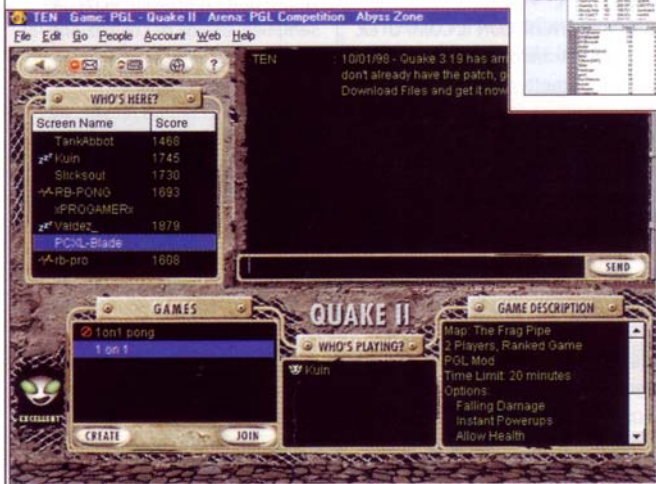 TEN Game: PGL - Quake II Arena: PGL Competition Abyss Zone
File Edit Go People Account Web Help
?
WHO'S HERE?
Screen Name Score
TankAbbot 1468
zzz Kuin 1745
Slicksout 1730
RB-PONG 1693
xPROGAMERx
zzz Valdez_ 1879
PCXL-Blade
rb-pro 1608
TEN : 10/01/98 - Quake 3.19 has arr
don't already have the patch, g
Download Files and get it now
SEND
GAMES
1on1 pong
1 on 1
CREATE
JOIN
EXCELLENT
QUAKE II
WHO'S PLAYING?
Kuin
GAME DESCRIPTION
Map: The Frag Pipe
2 Players, Ranked Game
PGL Mod
Time Limit: 20 minutes
Options:
Falling Damage
Instant Powerups
Allow Health